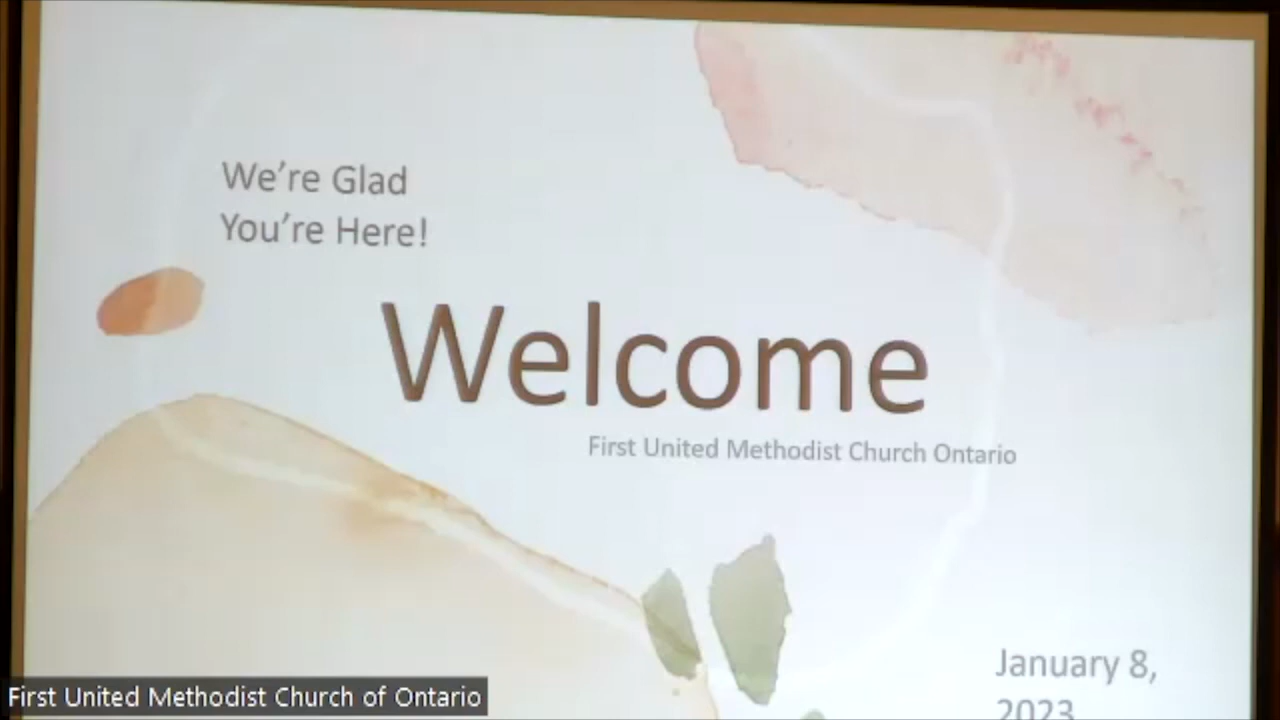 We’re Glad
You’re Here!
Welcome
First United Methodist Church Ontario
January 8,
2023
First United Methodist Church of Ontario